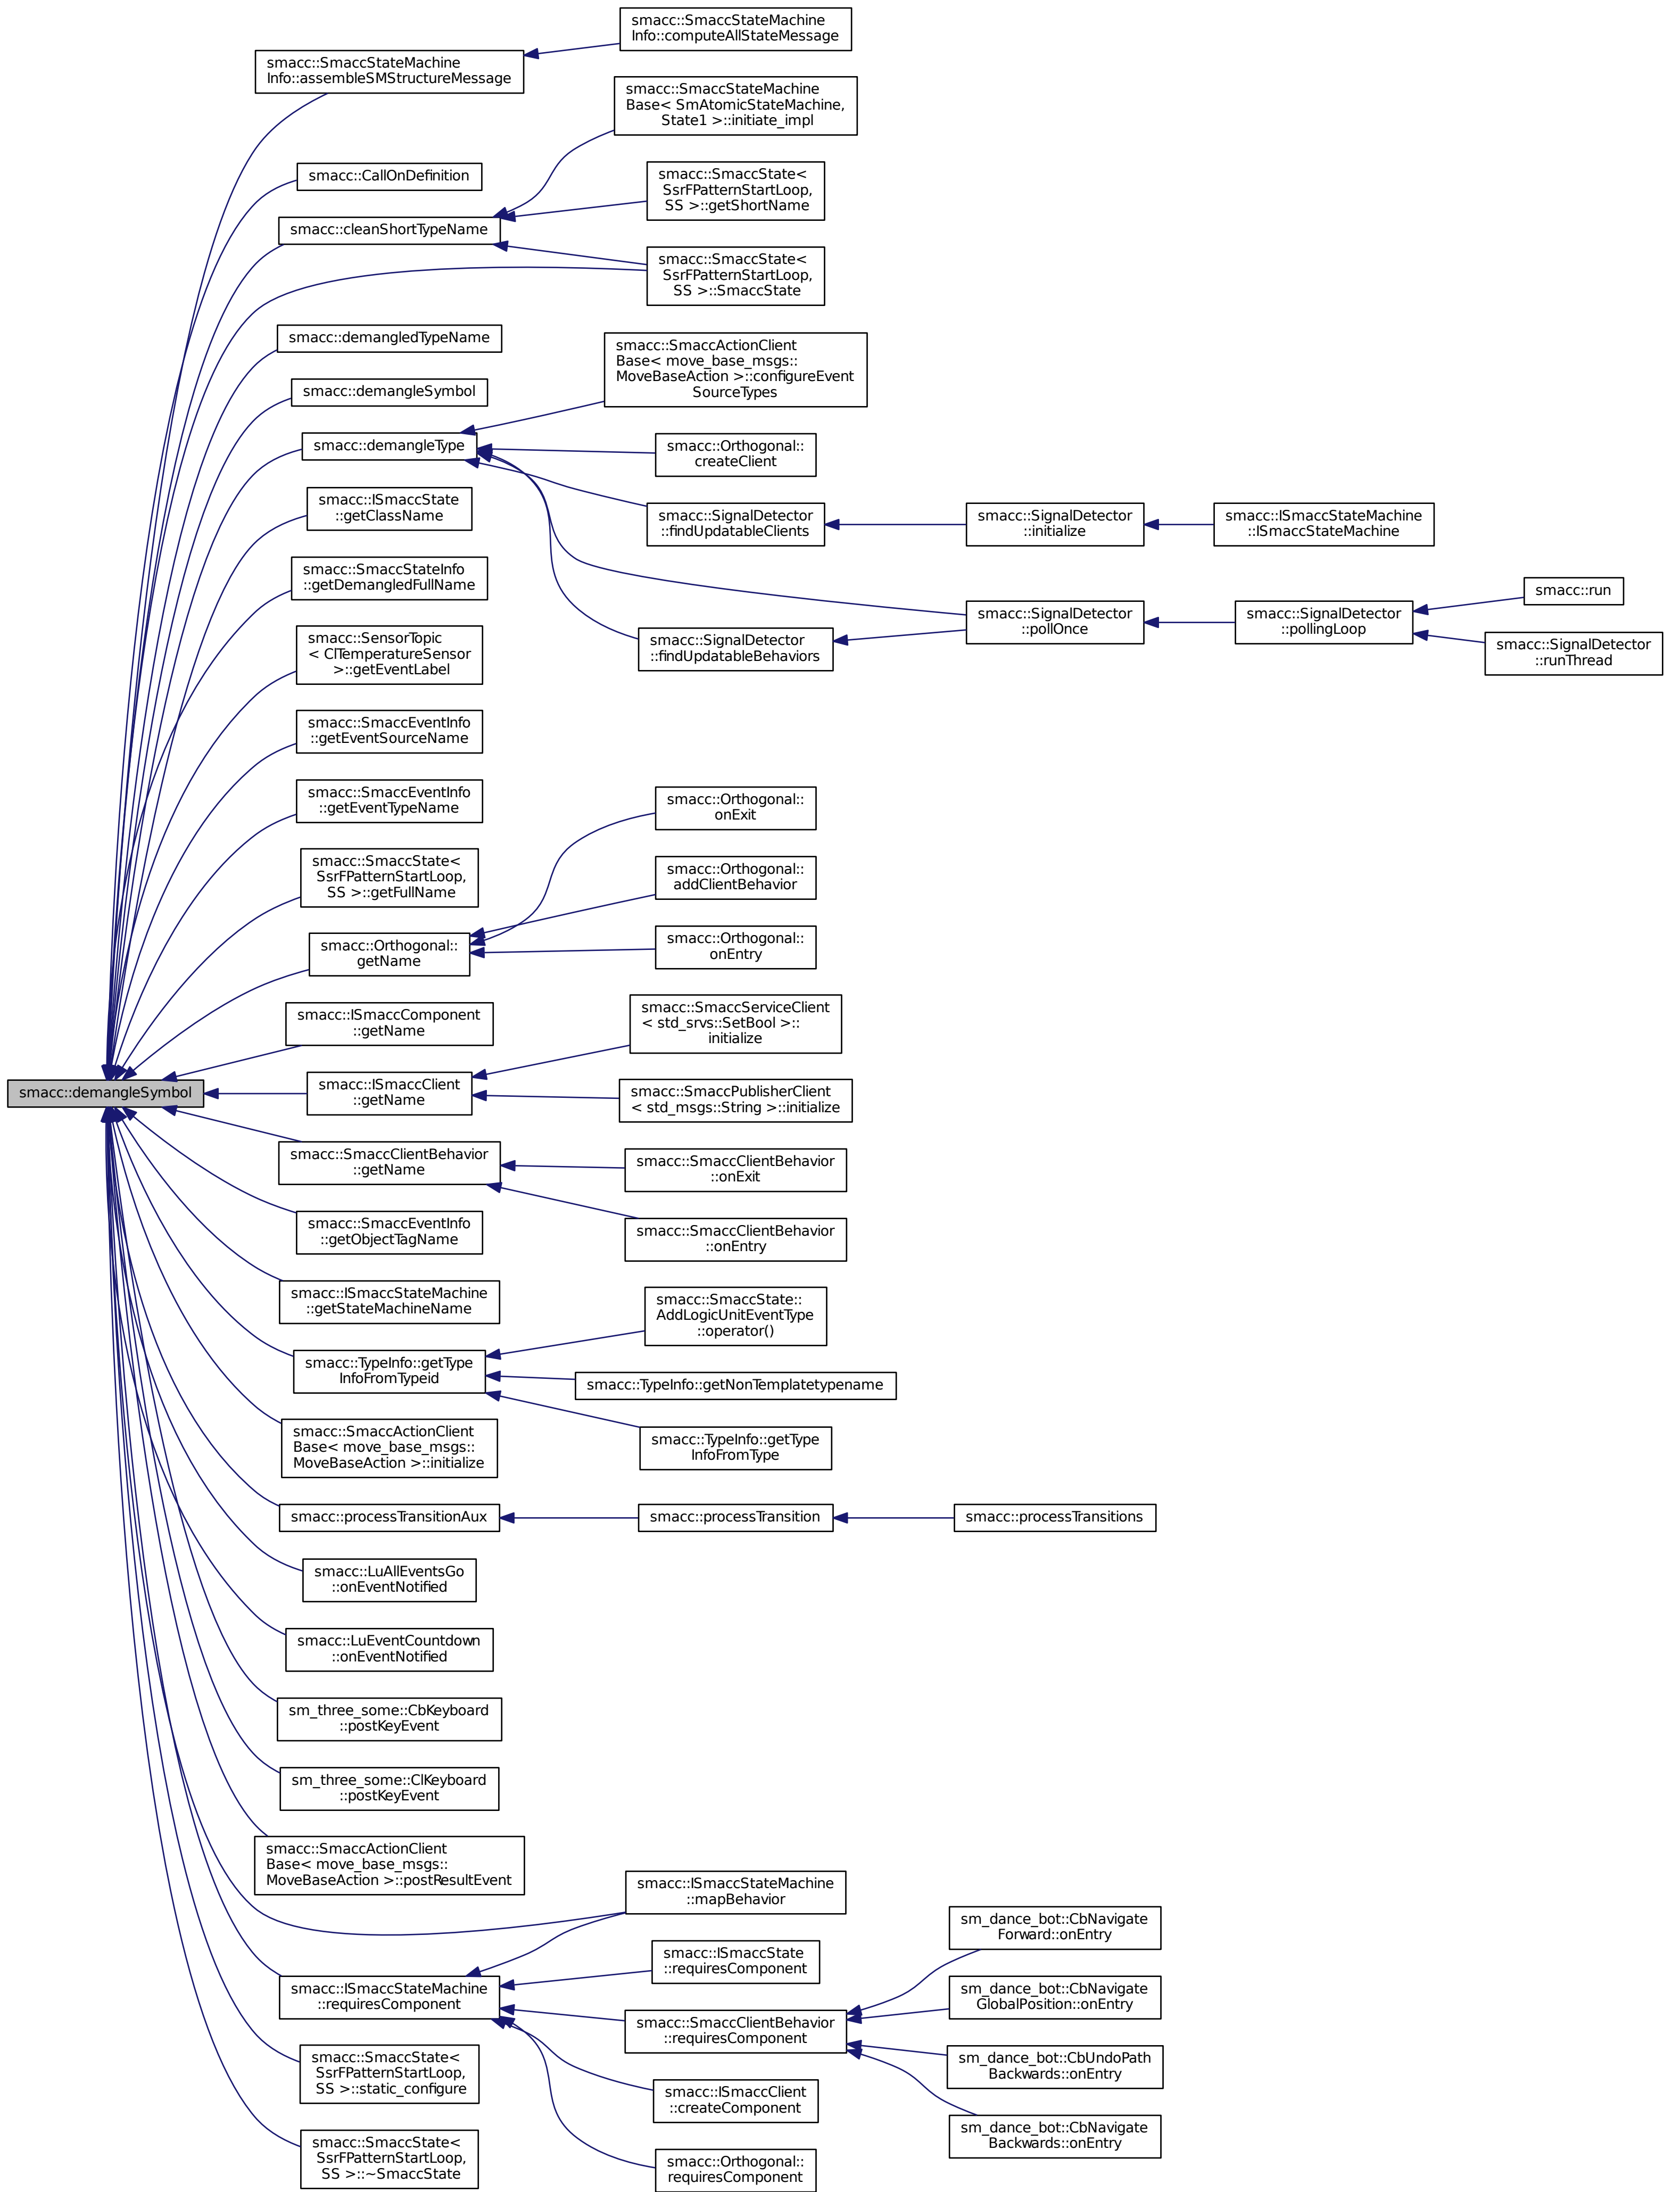 smacc::SmaccStateMachine
Info::computeAllStateMessage
smacc::SmaccStateMachine
Info::assembleSMStructureMessage
smacc::SmaccStateMachine
Base< SmAtomicStateMachine,
State1 >::initiate_impl
smacc::CallOnDefinition
smacc::SmaccState<
SsrFPatternStartLoop,
SS >::getShortName
smacc::cleanShortTypeName
smacc::SmaccState<
SsrFPatternStartLoop,
SS >::SmaccState
smacc::demangledTypeName
smacc::SmaccActionClient
Base< move_base_msgs::
MoveBaseAction >::configureEvent
SourceTypes
smacc::demangleSymbol
smacc::demangleType
smacc::Orthogonal::
createClient
smacc::ISmaccState
::getClassName
smacc::SignalDetector
::findUpdatableClients
smacc::SignalDetector
::initialize
smacc::ISmaccStateMachine
::ISmaccStateMachine
smacc::SmaccStateInfo
::getDemangledFullName
smacc::run
smacc::SignalDetector
::pollOnce
smacc::SignalDetector
::pollingLoop
smacc::SensorTopic
< ClTemperatureSensor
>::getEventLabel
smacc::SignalDetector
::findUpdatableBehaviors
smacc::SignalDetector
::runThread
smacc::SmaccEventInfo
::getEventSourceName
smacc::SmaccEventInfo
::getEventTypeName
smacc::Orthogonal::
onExit
smacc::SmaccState<
SsrFPatternStartLoop,
SS >::getFullName
smacc::Orthogonal::
addClientBehavior
smacc::Orthogonal::
getName
smacc::Orthogonal::
onEntry
smacc::ISmaccComponent
::getName
smacc::SmaccServiceClient
< std_srvs::SetBool >::
initialize
smacc::demangleSymbol
smacc::ISmaccClient
::getName
smacc::SmaccPublisherClient
< std_msgs::String >::initialize
smacc::SmaccClientBehavior
::getName
smacc::SmaccClientBehavior
::onExit
smacc::SmaccEventInfo
::getObjectTagName
smacc::SmaccClientBehavior
::onEntry
smacc::ISmaccStateMachine
::getStateMachineName
smacc::SmaccState::
AddLogicUnitEventType
::operator()
smacc::TypeInfo::getType
InfoFromTypeid
smacc::TypeInfo::getNonTemplatetypename
smacc::SmaccActionClient
Base< move_base_msgs::
MoveBaseAction >::initialize
smacc::TypeInfo::getType
InfoFromType
smacc::processTransitionAux
smacc::processTransition
smacc::processTransitions
smacc::LuAllEventsGo
::onEventNotified
smacc::LuEventCountdown
::onEventNotified
sm_three_some::CbKeyboard
::postKeyEvent
sm_three_some::ClKeyboard
::postKeyEvent
smacc::SmaccActionClient
Base< move_base_msgs::
MoveBaseAction >::postResultEvent
smacc::ISmaccStateMachine
::mapBehavior
sm_dance_bot::CbNavigate
Forward::onEntry
smacc::ISmaccState
::requiresComponent
smacc::ISmaccStateMachine
::requiresComponent
sm_dance_bot::CbNavigate
GlobalPosition::onEntry
smacc::SmaccClientBehavior
::requiresComponent
smacc::SmaccState<
SsrFPatternStartLoop,
SS >::static_configure
sm_dance_bot::CbUndoPath
Backwards::onEntry
smacc::ISmaccClient
::createComponent
sm_dance_bot::CbNavigate
Backwards::onEntry
smacc::SmaccState<
SsrFPatternStartLoop,
SS >::~SmaccState
smacc::Orthogonal::
requiresComponent